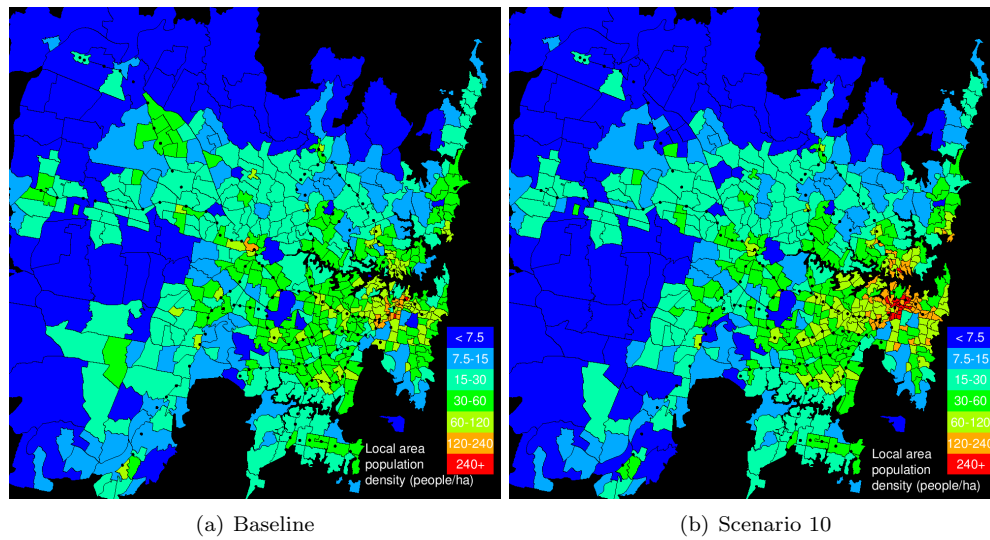 < 7.5
7.5-15
15-30
30-60
60-120
120-240
240+
Local area
population
density (people/ha)
< 7.5
7.5-15
15-30
30-60
60-120
120-240
240+
Local area
population
density (people/ha)
(a) Baseline
(b) Scenario 10